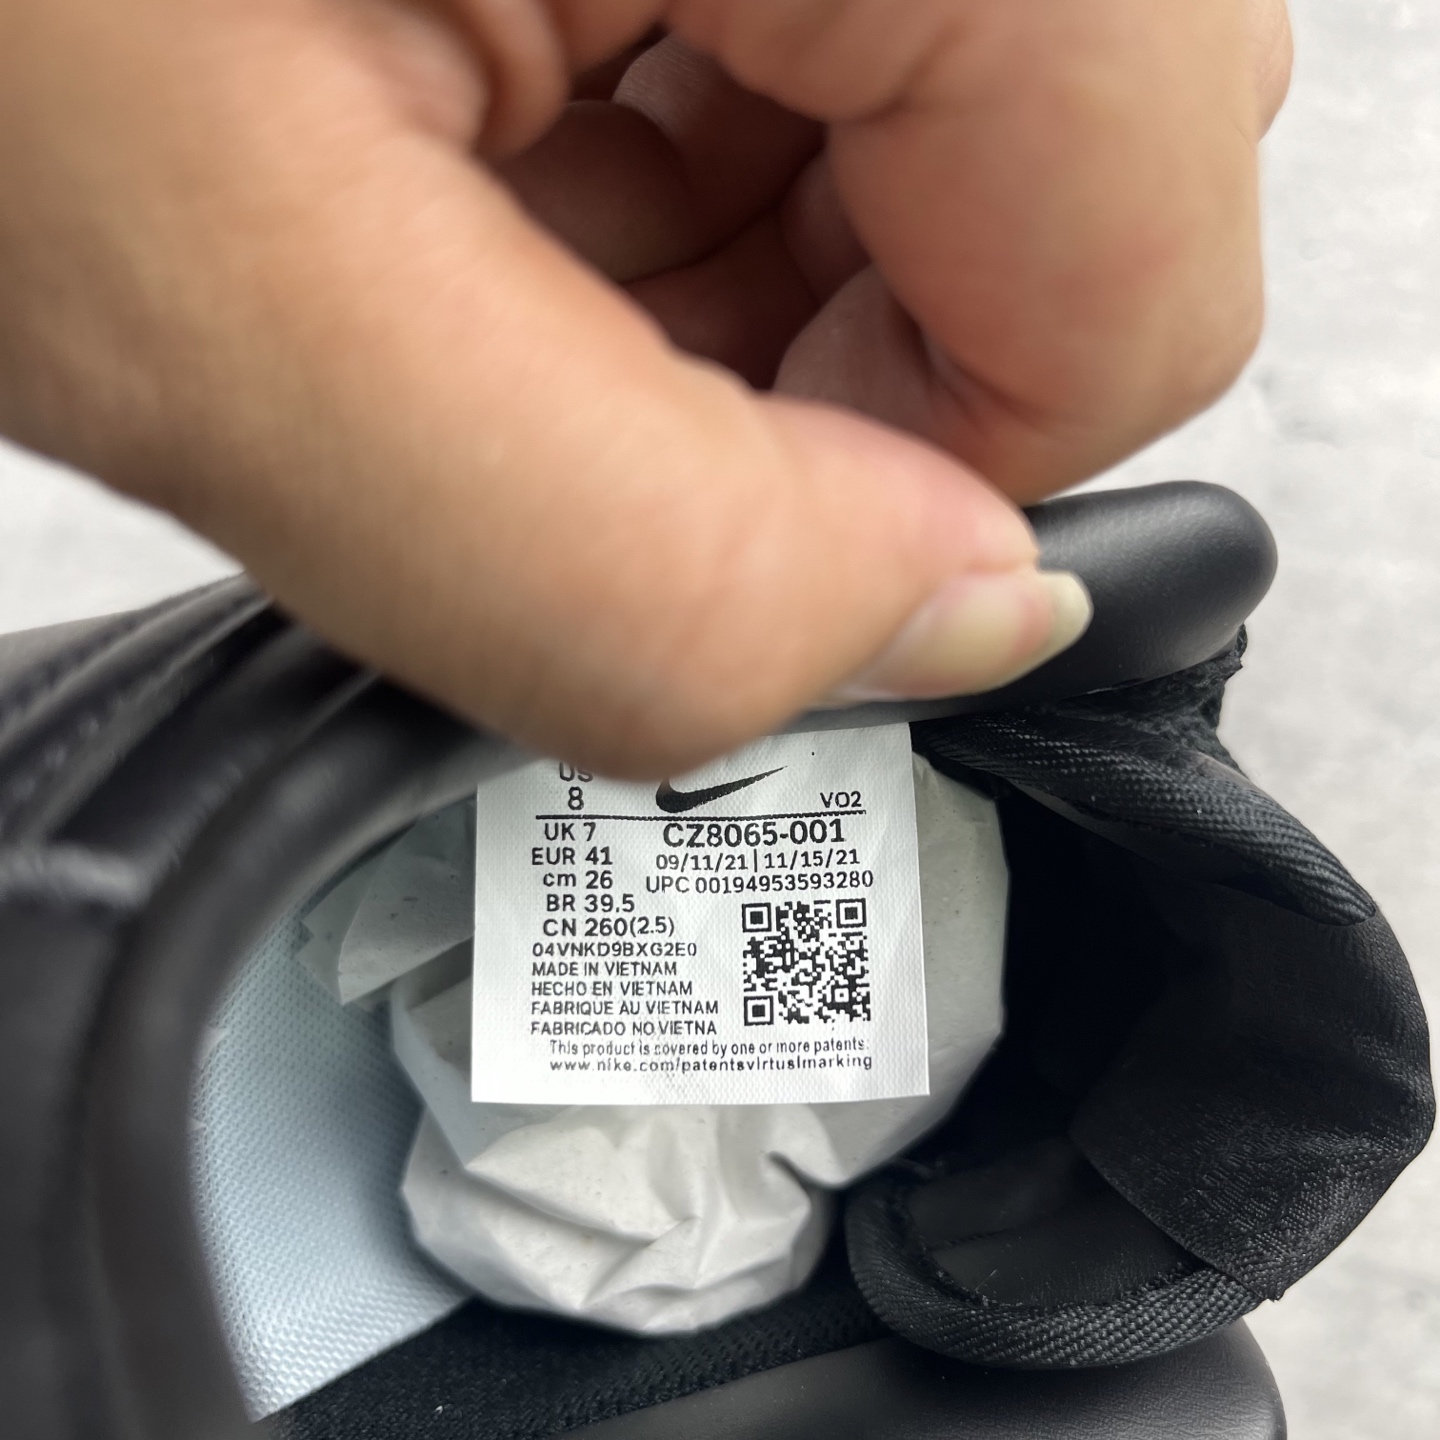 US
8
VO2
UK 7
CZ8065-001
EUR 41
09/11/21 | 11/15/21
cm 26
UPC 00194953593280
BR 39.5
CN 260(2.5)
04VNKD9BXG2E0
MADE IN VIETNAM
HECHO EN VIETNAM
FABRIQUE AU VIETNAM
FABRICADO NO VIETNA
This product is covered by one or more patents.
www.nike.com/patentsvirtuslmarking